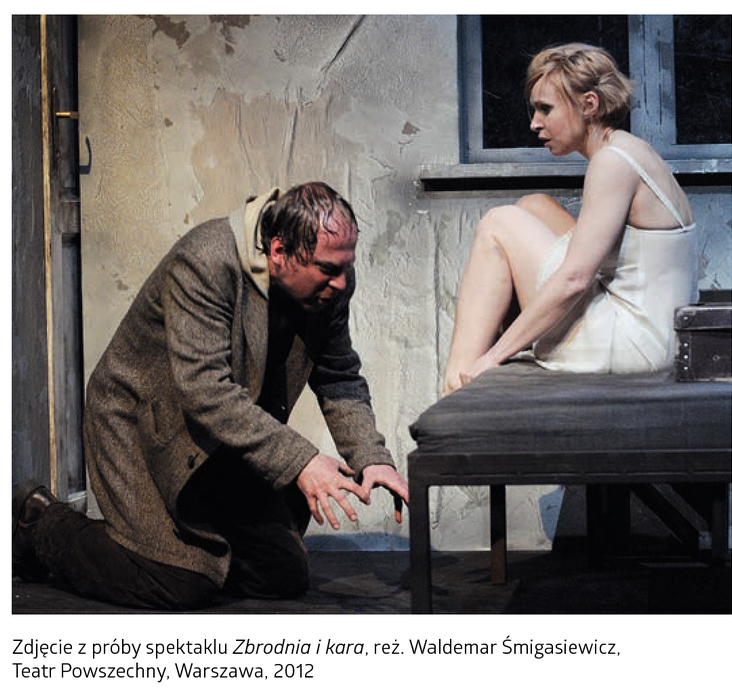 Zdjęcie z próby spektaklu Zbrodnia i kara, reż. Waldemar Śmigasiewicz,
Teatr Powszechny, Warszawa, 2012